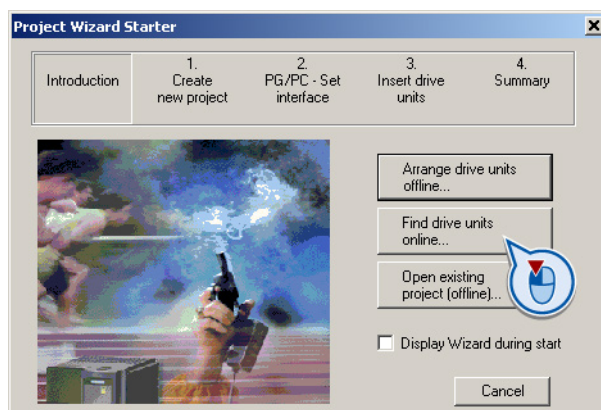 Project Wizard Starter
Introduction
1.
Create
new project
2.
PG/PC - Set
interface
3.
Insert drive
units
4.
Summary
Arrange drive units
offline...
Find drive units
online...
Open existing
project (offline)...
Display Wizard during start
Cancel